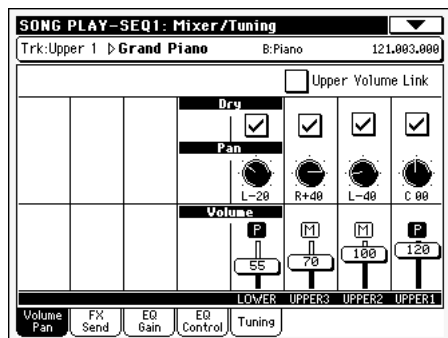 SONG PLAY-SEQ1: Mixer/Tuning
Trk:Upper 1 ▷Grand Piano B:Piano 121.003.000
Upper Volume Link
Dry
Pan
L-20 R+40 L-40 C 00
Volume
P M M P
55 70 100 120
LOWER UPPER3 UPPER2 UPPER1
Volume Pan FX Send EQ Gain EQ Control Tuning